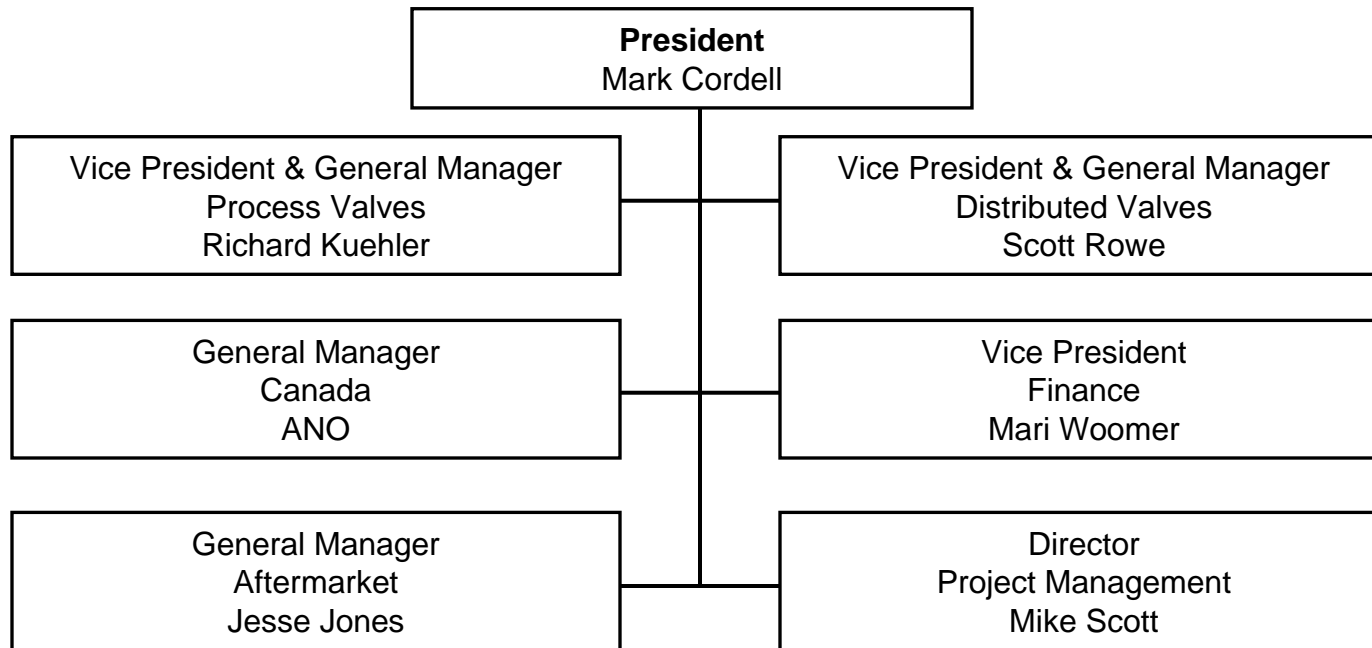 President
Mark Cordell
Vice President & General Manager
Process Valves
Richard Kuehler
Vice President & General Manager
Distributed Valves
Scott Rowe
General Manager
Canada
ANO
Vice President
Finance
Mari Woomer
General Manager
Aftermarket
Jesse Jones
Director
Project Management
Mike Scott